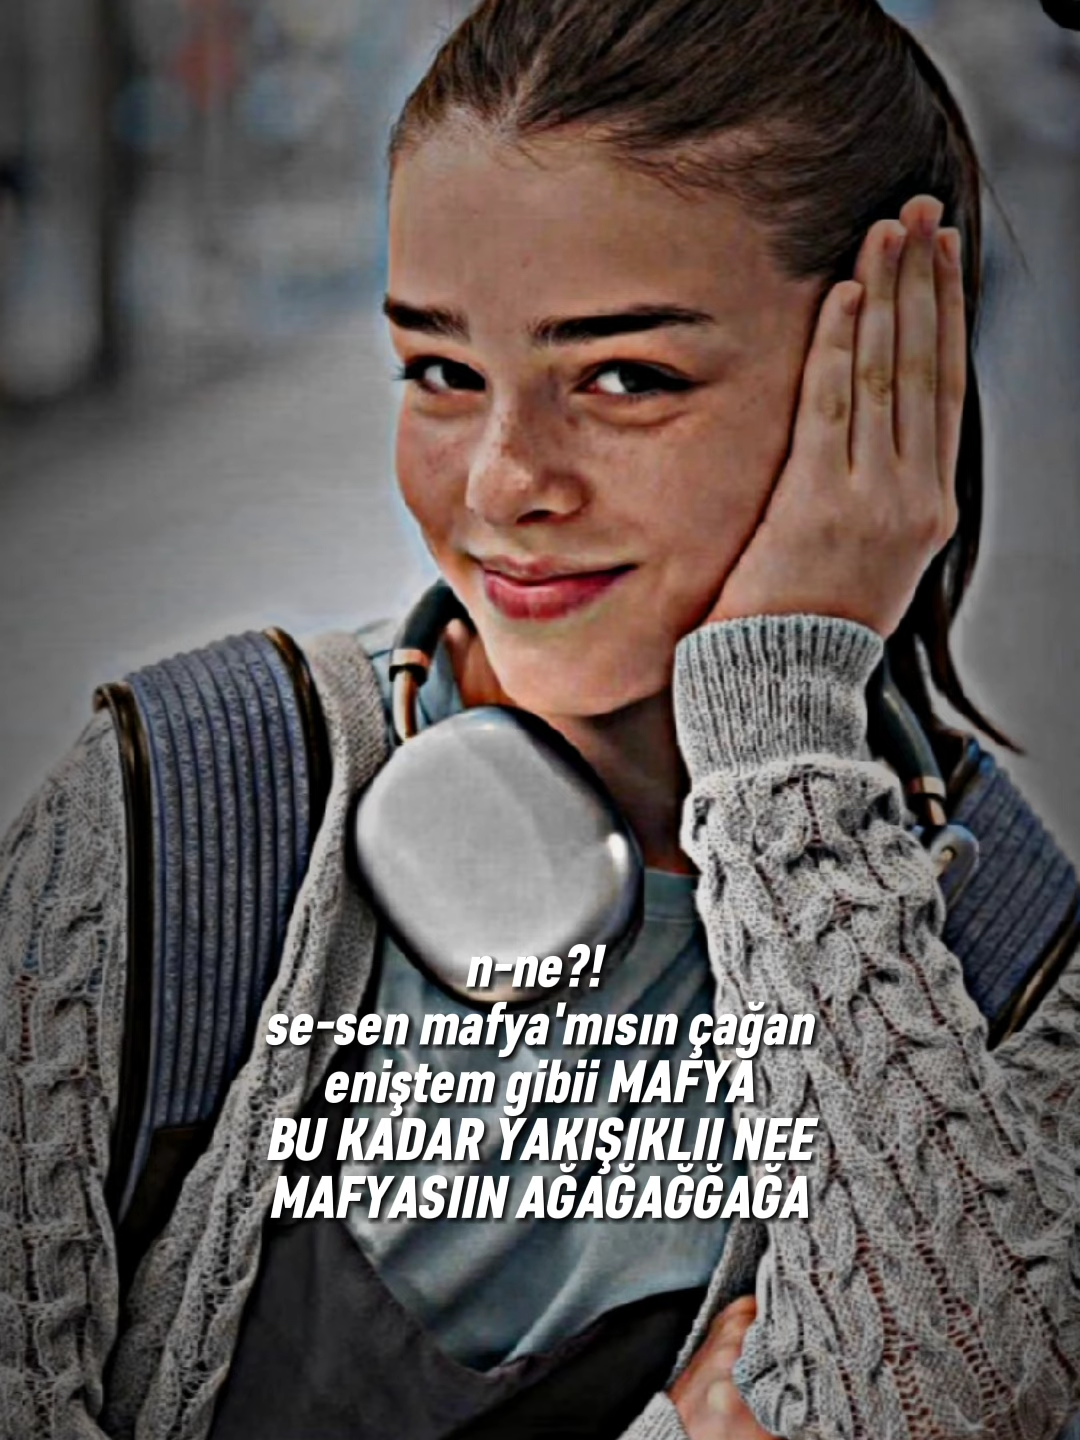 n-ne?!
se-sen mafya'mısın çağan
eniştem gibii MAFYA
BU KADAR YAKIŞIKLII NEE
MAFYASIIN AĞAĞAĞĞAĞA